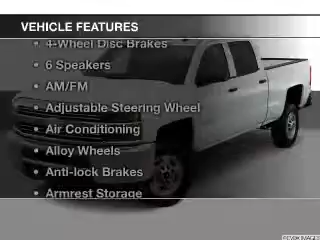 VEHICLE FEATURES
• 4-Wheel Disc Brakes
• 6 Speakers
• AM/FM
• Adjustable Steering Wheel
• Air Conditioning
• Alloy Wheels
• Anti-lock Brakes
• Armrest Storage